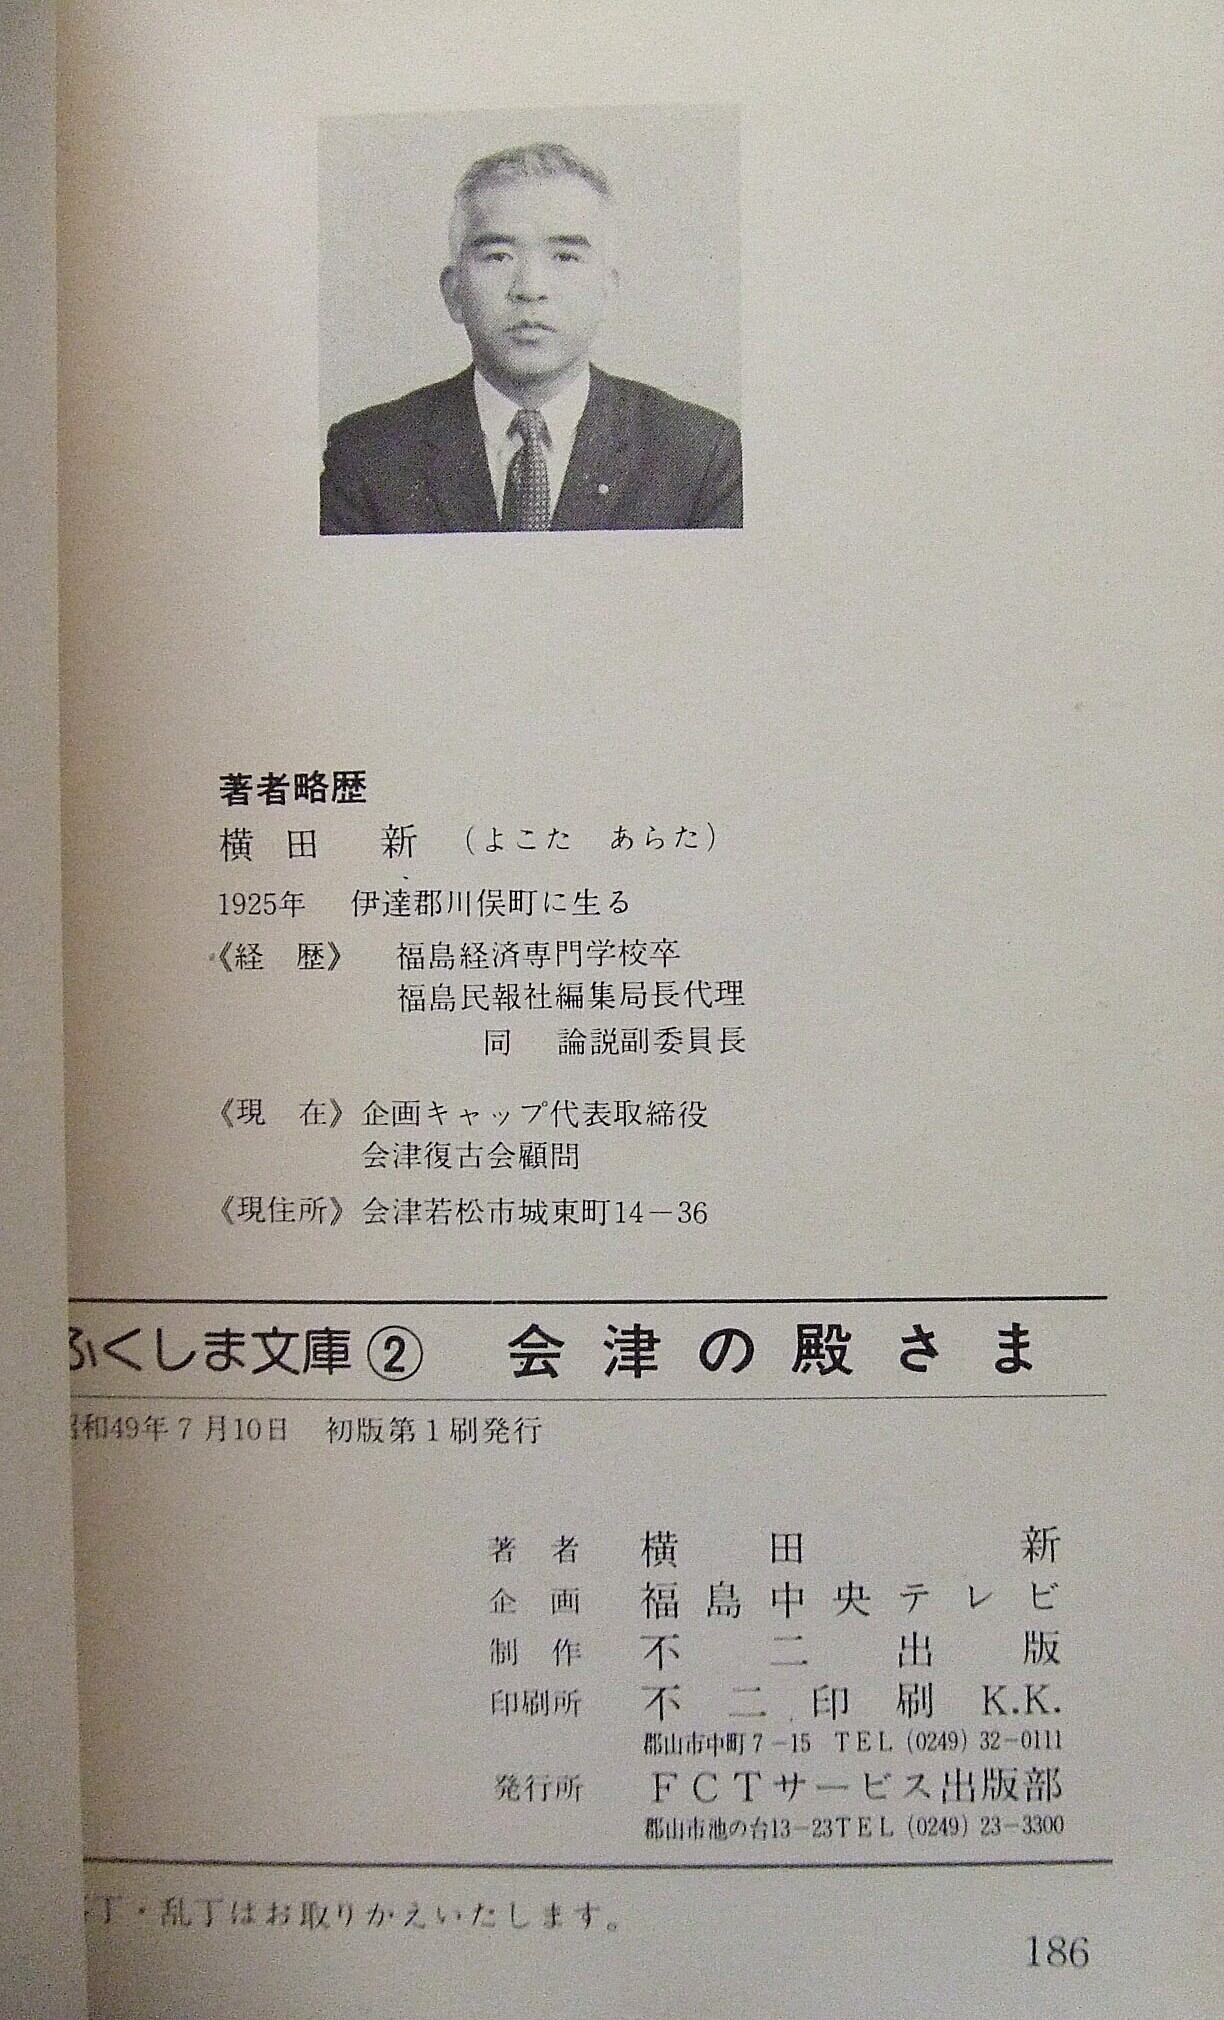 著者略歴
横田 新 （よこた あらた）
1925年 伊達郡川俣町に生る
《経 歴》 福島経済専門学校卒
福島民報社編集局長代理
同 論説副委員長
《現 在》 企画キャップ代表取締役
会津復古会顧問
《現住所》 会津若松市城東町14－36
ふくしま文庫② 会津の殿さま
昭和49年7月10日 初版第1刷発行
著者 横田新
企画 福島中央テレビ
制作 不二出版
印刷所 不二印刷K.K.
郡山市中町7－15 TEL (0249) 32－0111
発行所 FCTサービス出版部
郡山市池の台13－23TEL (0249) 23－3300
丁・乱丁はお取りかえいたします。
186